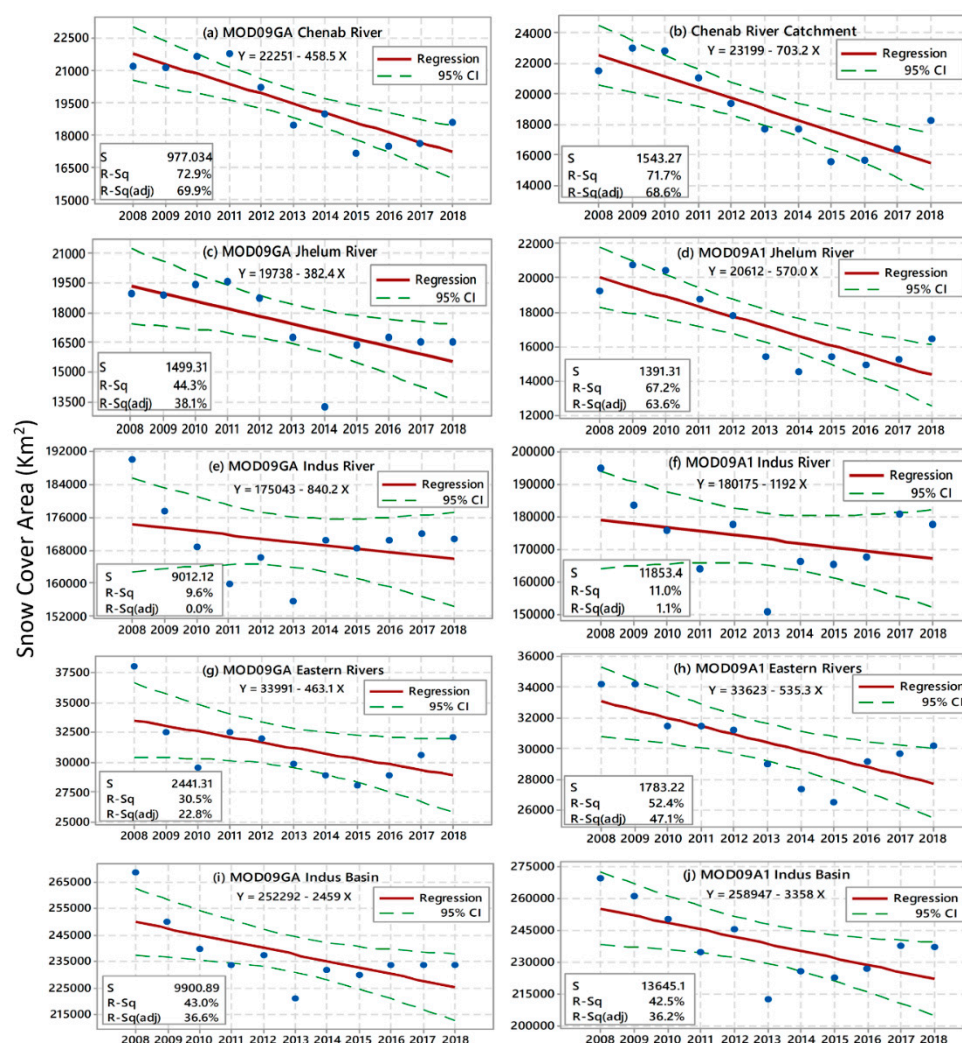 Snow Cover Area (Km²)
(a) MOD09GA Chenab River
Y = 22251 - 458.5 X
Regression
95% CI
22500
21000
19500
18000
16500
15000
S 977.034
R-Sq 72.9%
R-Sq(adj) 69.9%
2008 2009 2010 2011 2012 2013 2014 2015 2016 2017 2018
(b) Chenab River Catchment
Y = 23199 - 703.2 X
Regression
95% CI
24000
22000
20000
18000
16000
14000
S 1543.27
R-Sq 71.7%
R-Sq(adj) 68.6%
2008 2009 2010 2011 2012 2013 2014 2015 2016 2017 2018
(c) MOD09GA Jhelum River
Y = 19738 - 382.4 X
Regression
95% CI
21000
19500
18000
16500
15000
13500
S 1499.31
R-Sq 44.3%
R-Sq(adj) 38.1%
2008 2009 2010 2011 2012 2013 2014 2015 2016 2017 2018
(d) MOD09A1 Jhelum River
Y = 20612 - 570.0 X
Regression
95% CI
22000
20000
18000
16000
14000
12000
S 1391.31
R-Sq 67.2%
R-Sq(adj) 63.6%
2008 2009 2010 2011 2012 2013 2014 2015 2016 2017 2018
(e) MOD09GA Indus River
Y = 175043 - 840.2 X
Regression
95% CI
192000
184000
176000
168000
160000
152000
S 9012.12
R-Sq 9.6%
R-Sq(adj) 0.0%
2008 2009 2010 2011 2012 2013 2014 2015 2016 2017 2018
(f) MOD09A1 Indus River
Y = 180175 - 1192 X
Regression
95% CI
200000
190000
180000
170000
160000
150000
S 11853.4
R-Sq 11.0%
R-Sq(adj) 1.1%
2008 2009 2010 2011 2012 2013 2014 2015 2016 2017 2018
(g) MOD09GA Eastern Rivers
Y = 33991 - 463.1 X
Regression
95% CI
37500
35000
32500
30000
27500
25000
S 2441.31
R-Sq 30.5%
R-Sq(adj) 22.8%
2008 2009 2010 2011 2012 2013 2014 2015 2016 2017 2018
(h) MOD09A1 Eastern Rivers
Y = 33623 - 535.3 X
Regression
95% CI
36000
34000
32000
30000
28000
26000
S 1783.22
R-Sq 52.4%
R-Sq(adj) 47.1%
2008 2009 2010 2011 2012 2013 2014 2015 2016 2017 2018
(i) MOD09GA Indus Basin
Y = 252292 - 2459 X
Regression
95% CI
265000
255000
245000
235000
225000
215000
S 9900.89
R-Sq 43.0%
R-Sq(adj) 36.6%
2008 2009 2010 2011 2012 2013 2014 2015 2016 2017 2018
(j) MOD09A1 Indus Basin
Y = 258947 - 3358 X
Regression
95% CI
275000
260000
245000
230000
215000
200000
S 13645.1
R-Sq 42.5%
R-Sq(adj) 36.2%
2008 2009 2010 2011 2012 2013 2014 2015 2016 2017 2018